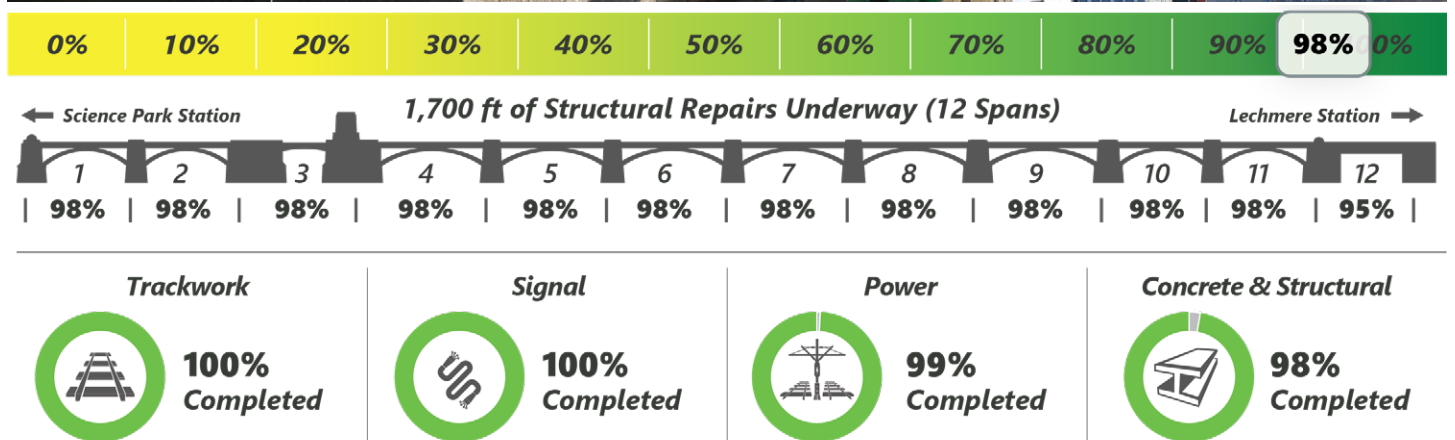 0% 10% 20% 30% 40% 50% 60% 70% 80% 90% 98% 00%
1,700 ft of Structural Repairs Underway (12 Spans)
Science Park Station
Lechmere Station
1 2 3 4 5 6 7 8 9 10 11 12
| 98% | 98% | 98% | 98% | 98% | 98% | 98% | 98% | 98% | 98% | 98% | 95% |
Trackwork
100%
Completed
Signal
100%
Completed
Power
99%
Completed
Concrete & Structural
98%
Completed